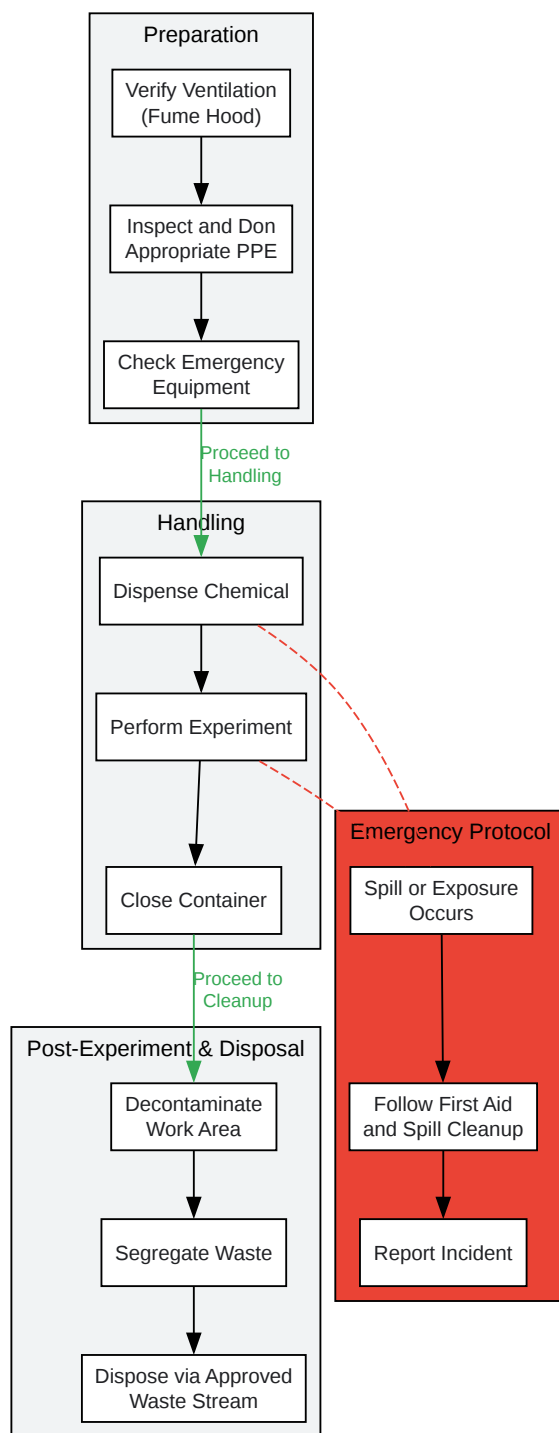 Preparation
Verify Ventilation
(Fume Hood)
Inspect and Don
Appropriate PPE
Check Emergency
Equipment
Proceed to
Handling
Handling
Dispense Chemical
Perform Experiment
Close Container
Emergency Protocol
Spill or Exposure
Occurs
Follow First Aid
and Spill Cleanup
Report Incident
Proceed to
Cleanup
Post-Experiment & Disposal
Decontaminate
Work Area
Segregate Waste
Dispose via Approved
Waste Stream